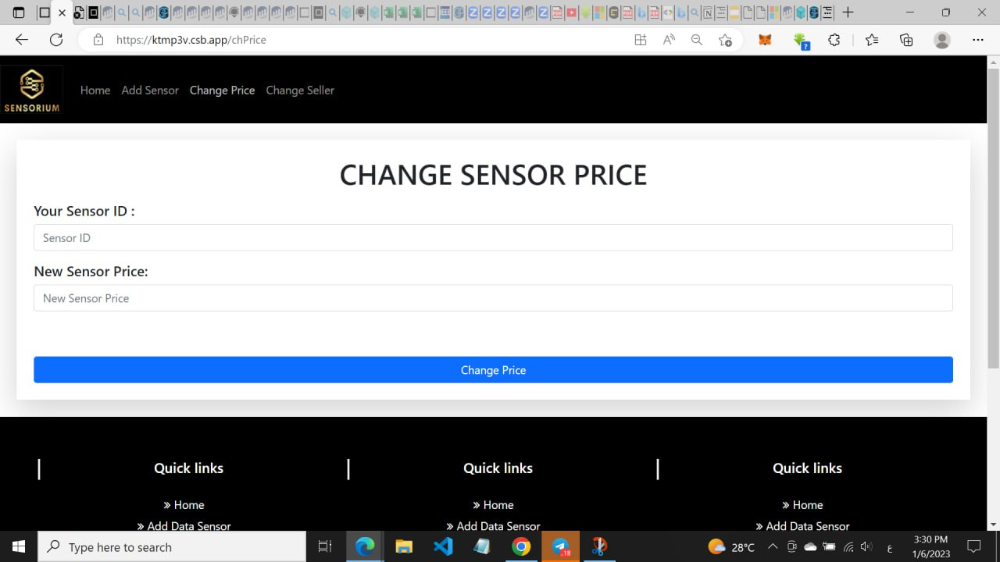 https://ktmp3v.csb.app/chPrice
SENSORIUM
Home Add Sensor Change Price Change Seller
CHANGE SENSOR PRICE
Your Sensor ID :
Sensor ID
New Sensor Price:
New Sensor Price
Change Price
Quick links Quick links Quick links
» Home » Home » Home
» Add Data Sensor » Add Data Sensor » Add Data Sensor
Type here to search
18
28°C
ع
3:30 PM
1/6/2023